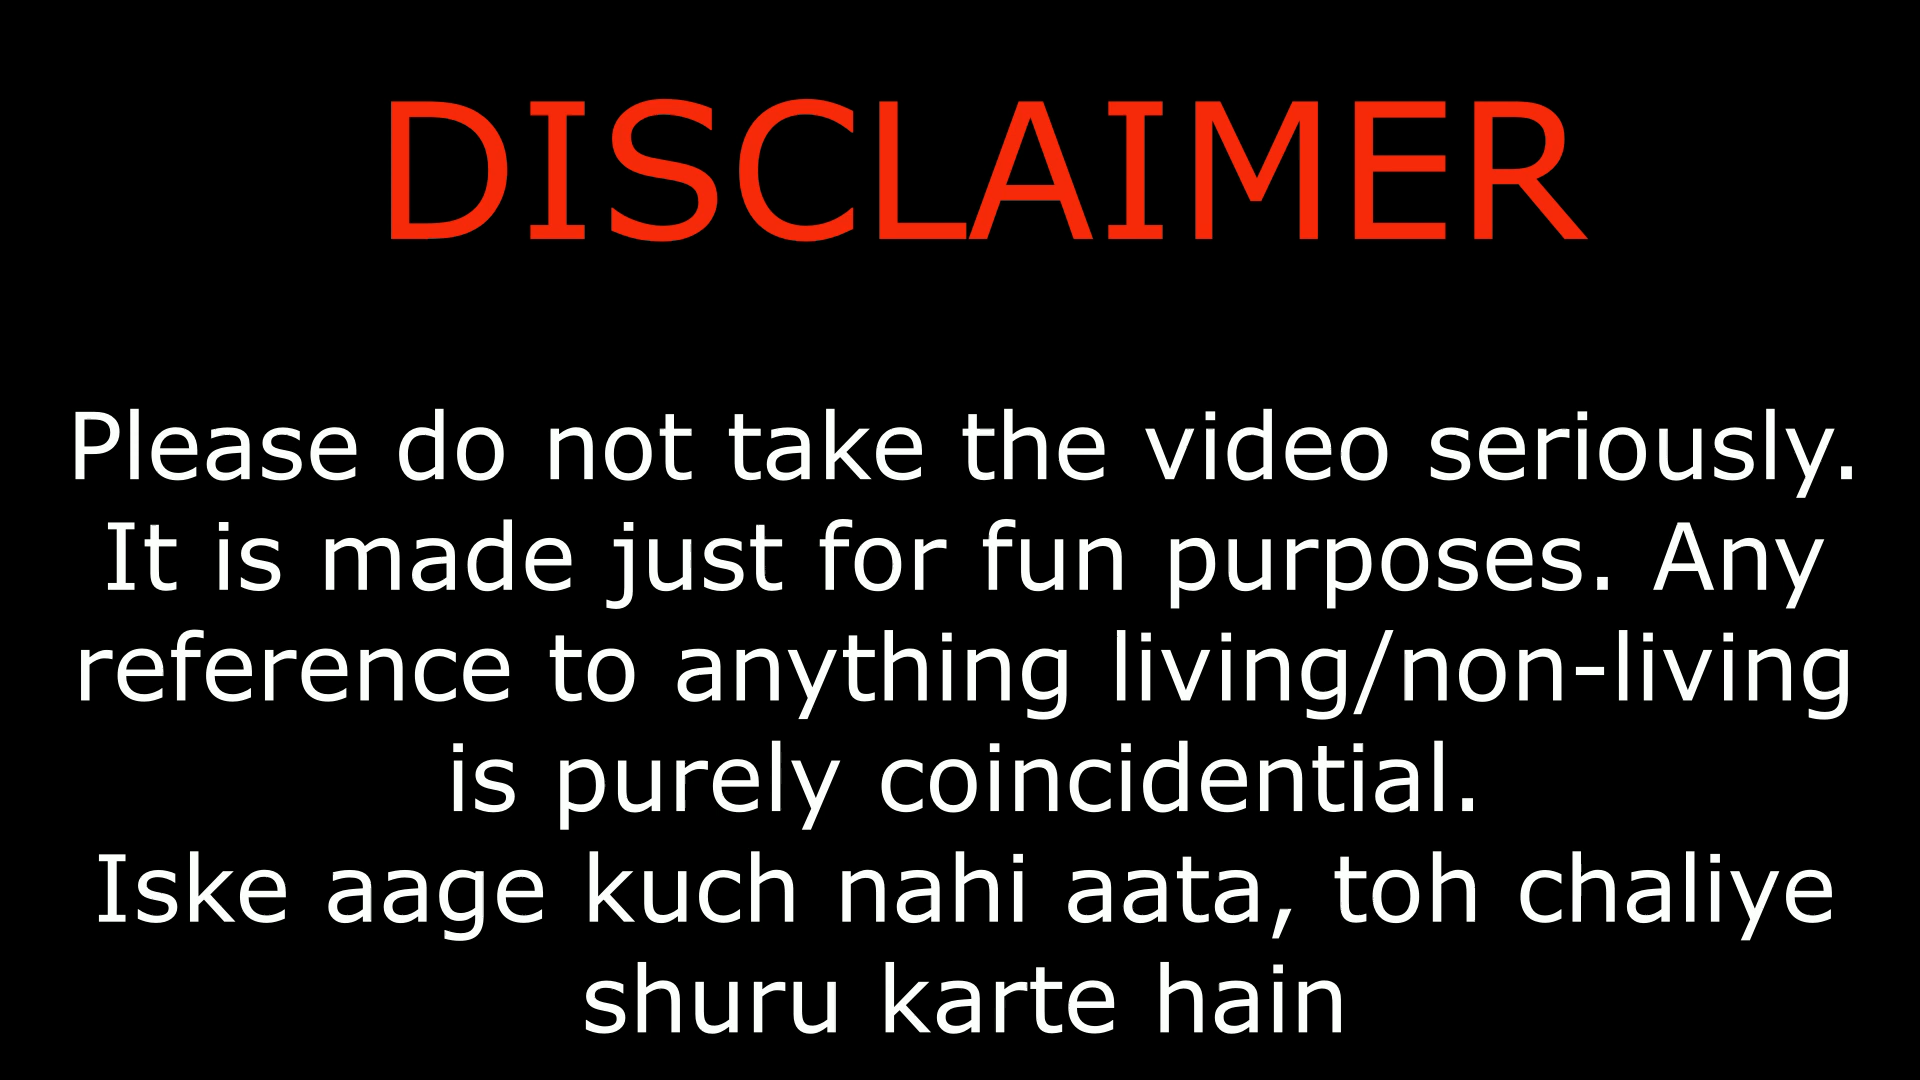 DISCLAIMER
Please do not take the video seriously.
It is made just for fun purposes. Any
reference to anything living/non-living
is purely coincidential.
Iske aage kuch nahi aata, toh chaliye
shuru karte hain